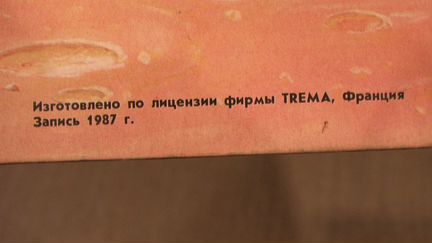 Изготовлено по лицензии фирмы TREMA, Франция
Запись 1987 г.